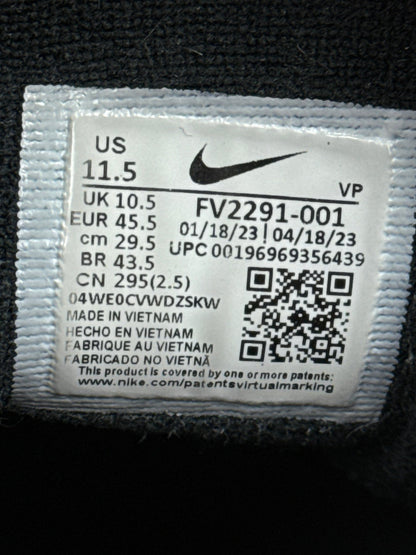 US
11.5
VP
UK 10.5
EUR 45.5
cm 29.5
BR 43.5
CN 295(2.5)
FV2291-001
01/18/23 | 04/18/23
UPC 00196969356439
04WE0CVWDZSKW
MADE IN VIETNAM
HECHO EN VIETNAM
FABRIQUE AU VIETNAM
FABRICADO NO VIETNÃ
This product is covered by one or more patents:
www.nike.com/patentsvirtualmarking